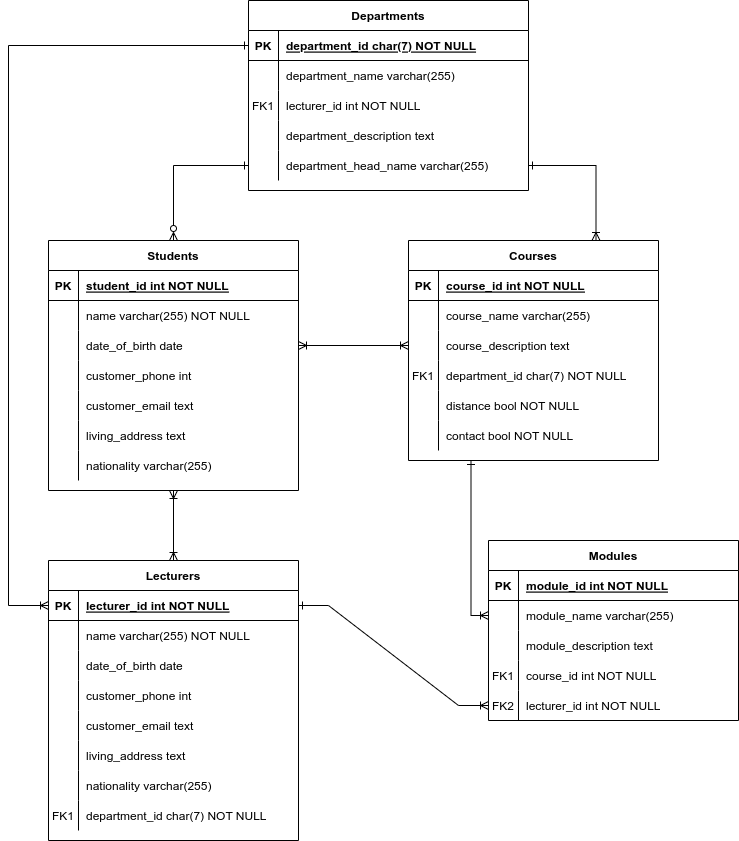 Departments
PK department_id char(7) NOT NULL
department_name varchar(255)
FK1 lecturer_id int NOT NULL
department_description text
department_head_name varchar(255)
Students
PK student_id int NOT NULL
name varchar(255) NOT NULL
date_of_birth date
customer_phone int
customer_email text
living_address text
nationality varchar(255)
Courses
PK course_id int NOT NULL
course_name varchar(255)
course_description text
FK1 department_id char(7) NOT NULL
distance bool NOT NULL
contact bool NOT NULL
Lecturers
PK lecturer_id int NOT NULL
name varchar(255) NOT NULL
date_of_birth date
customer_phone int
customer_email text
living_address text
nationality varchar(255)
FK1 department_id char(7) NOT NULL
Modules
PK module_id int NOT NULL
module_name varchar(255)
module_description text
FK1 course_id int NOT NULL
FK2 lecturer_id int NOT NULL